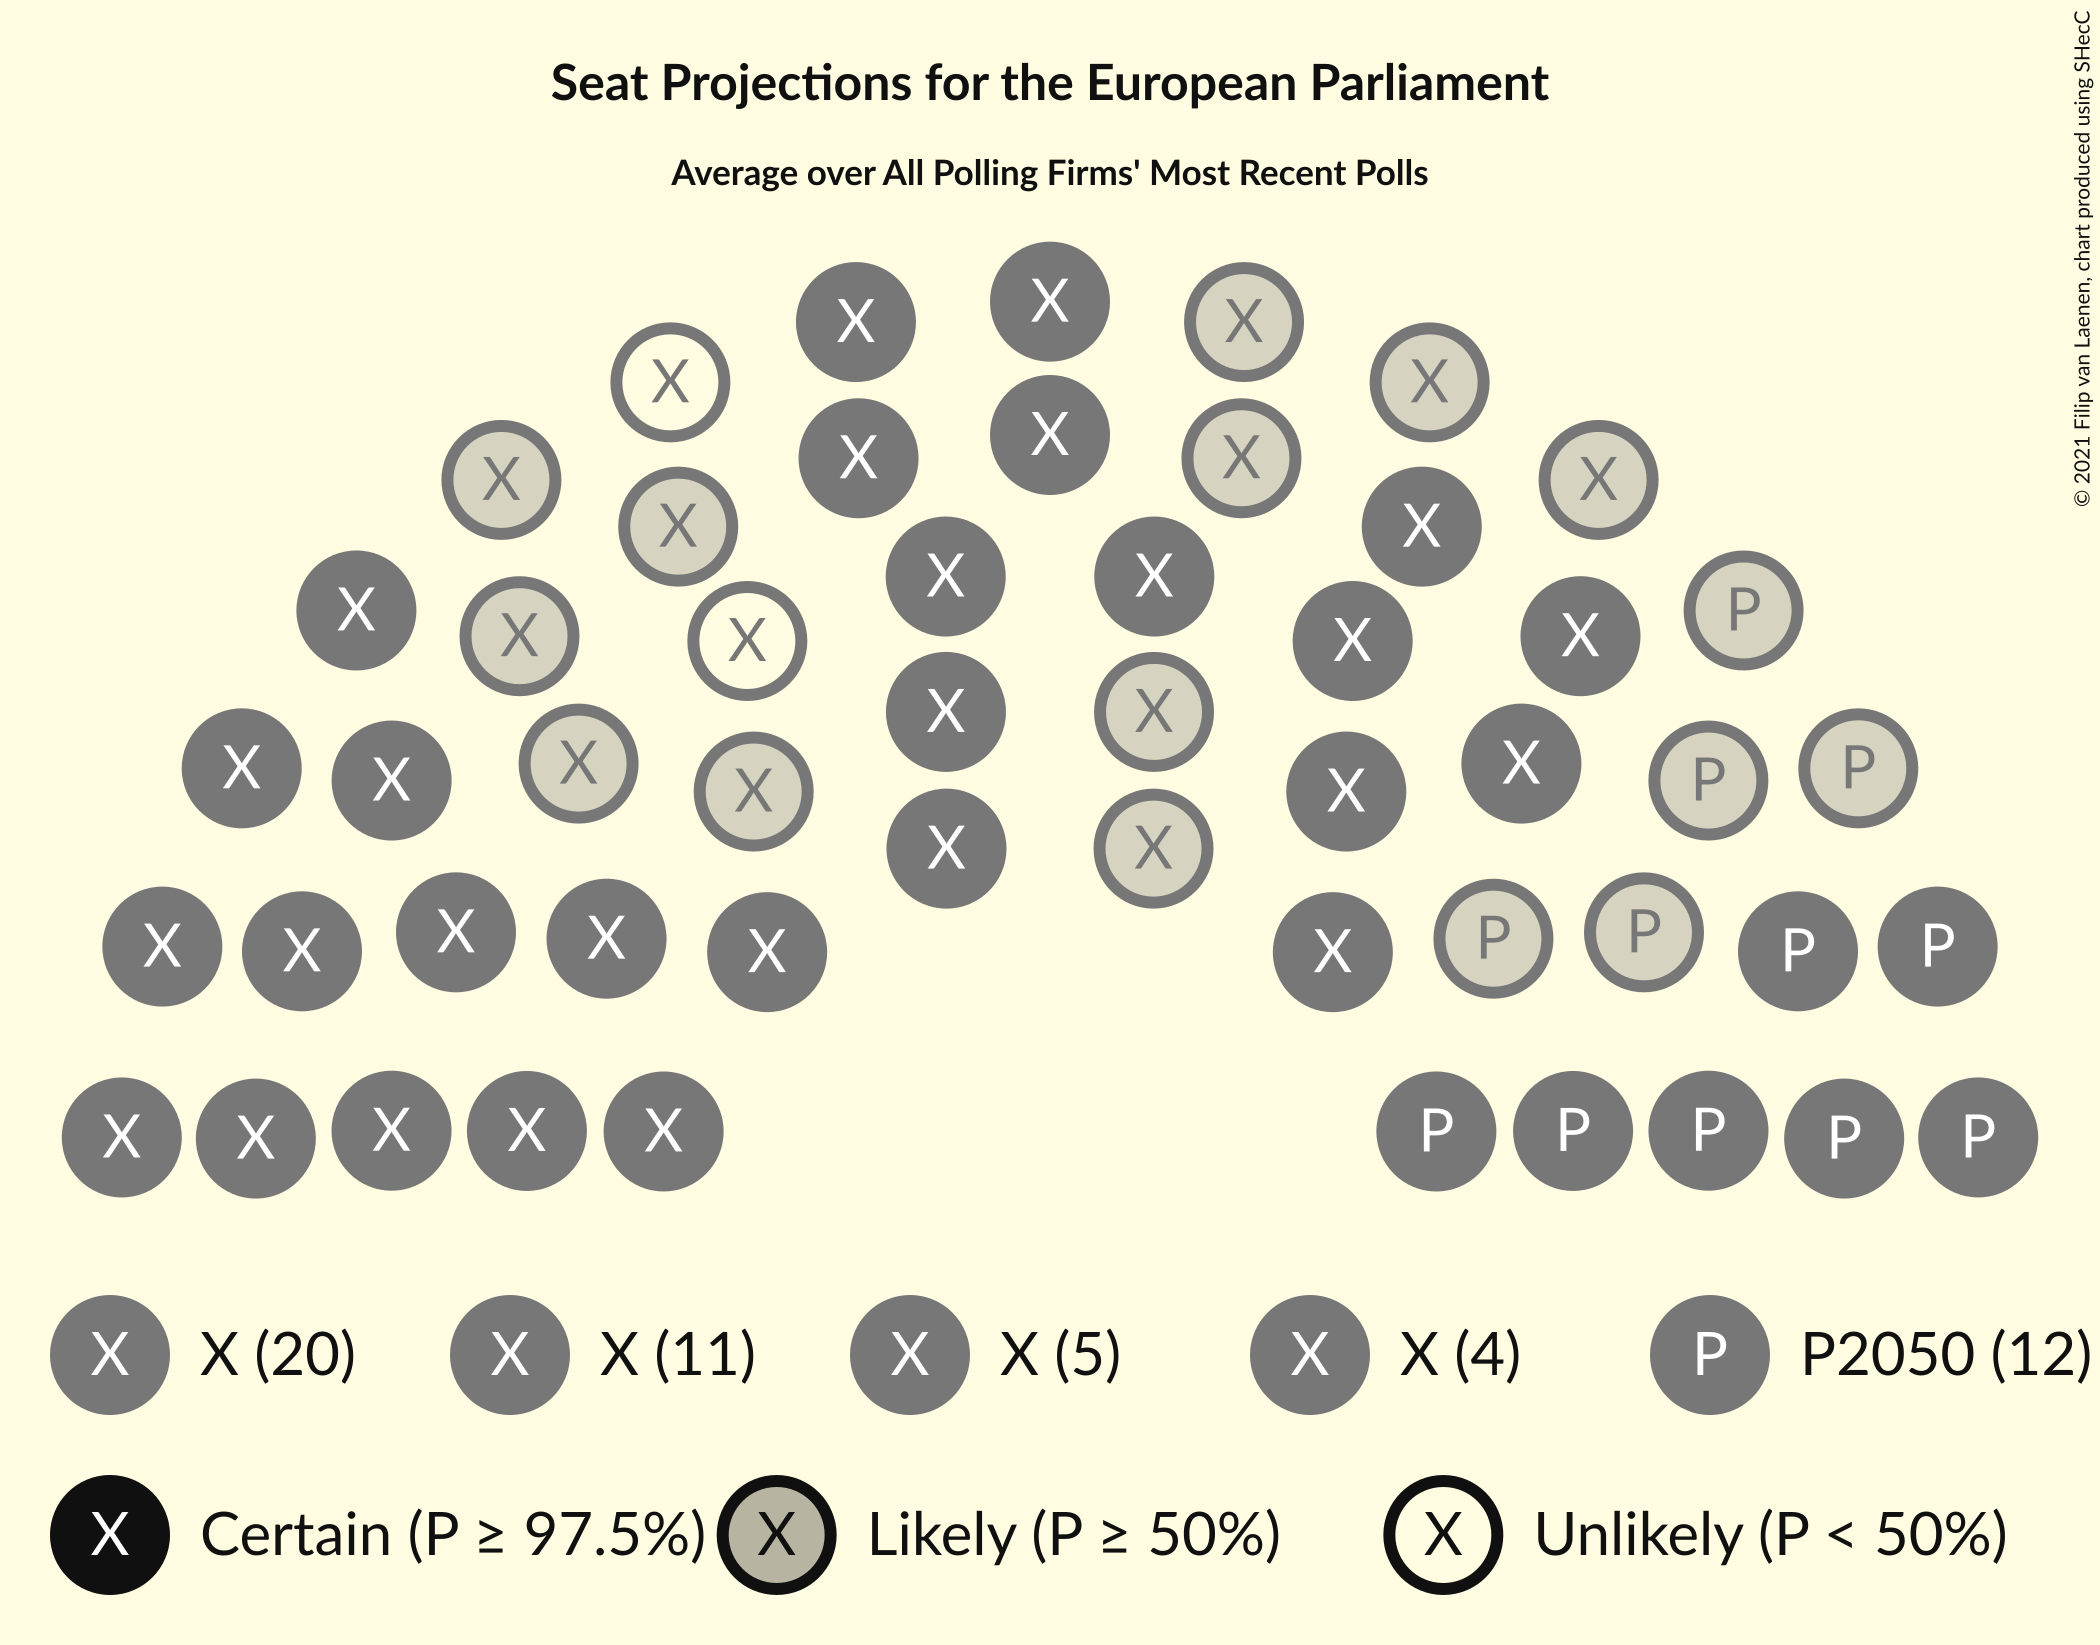 Seat Projections for the European Parliament
Average over All Polling Firms' Most Recent Polls
© 2021 Filip van Laenen, chart produced using SHecC
X X X
X X
X X X
X X X
X X
X X X X
X X X
X X X P
X X
X X X X X P P
X X X X
X X
X X X X X X P P P P
X X X X X P P P P P
X X (20) X X (11) X X (5) X X (4) P P2050 (12)
X Certain (P ≥ 97.5%) X Likely (P ≥ 50%) X Unlikely (P < 50%)